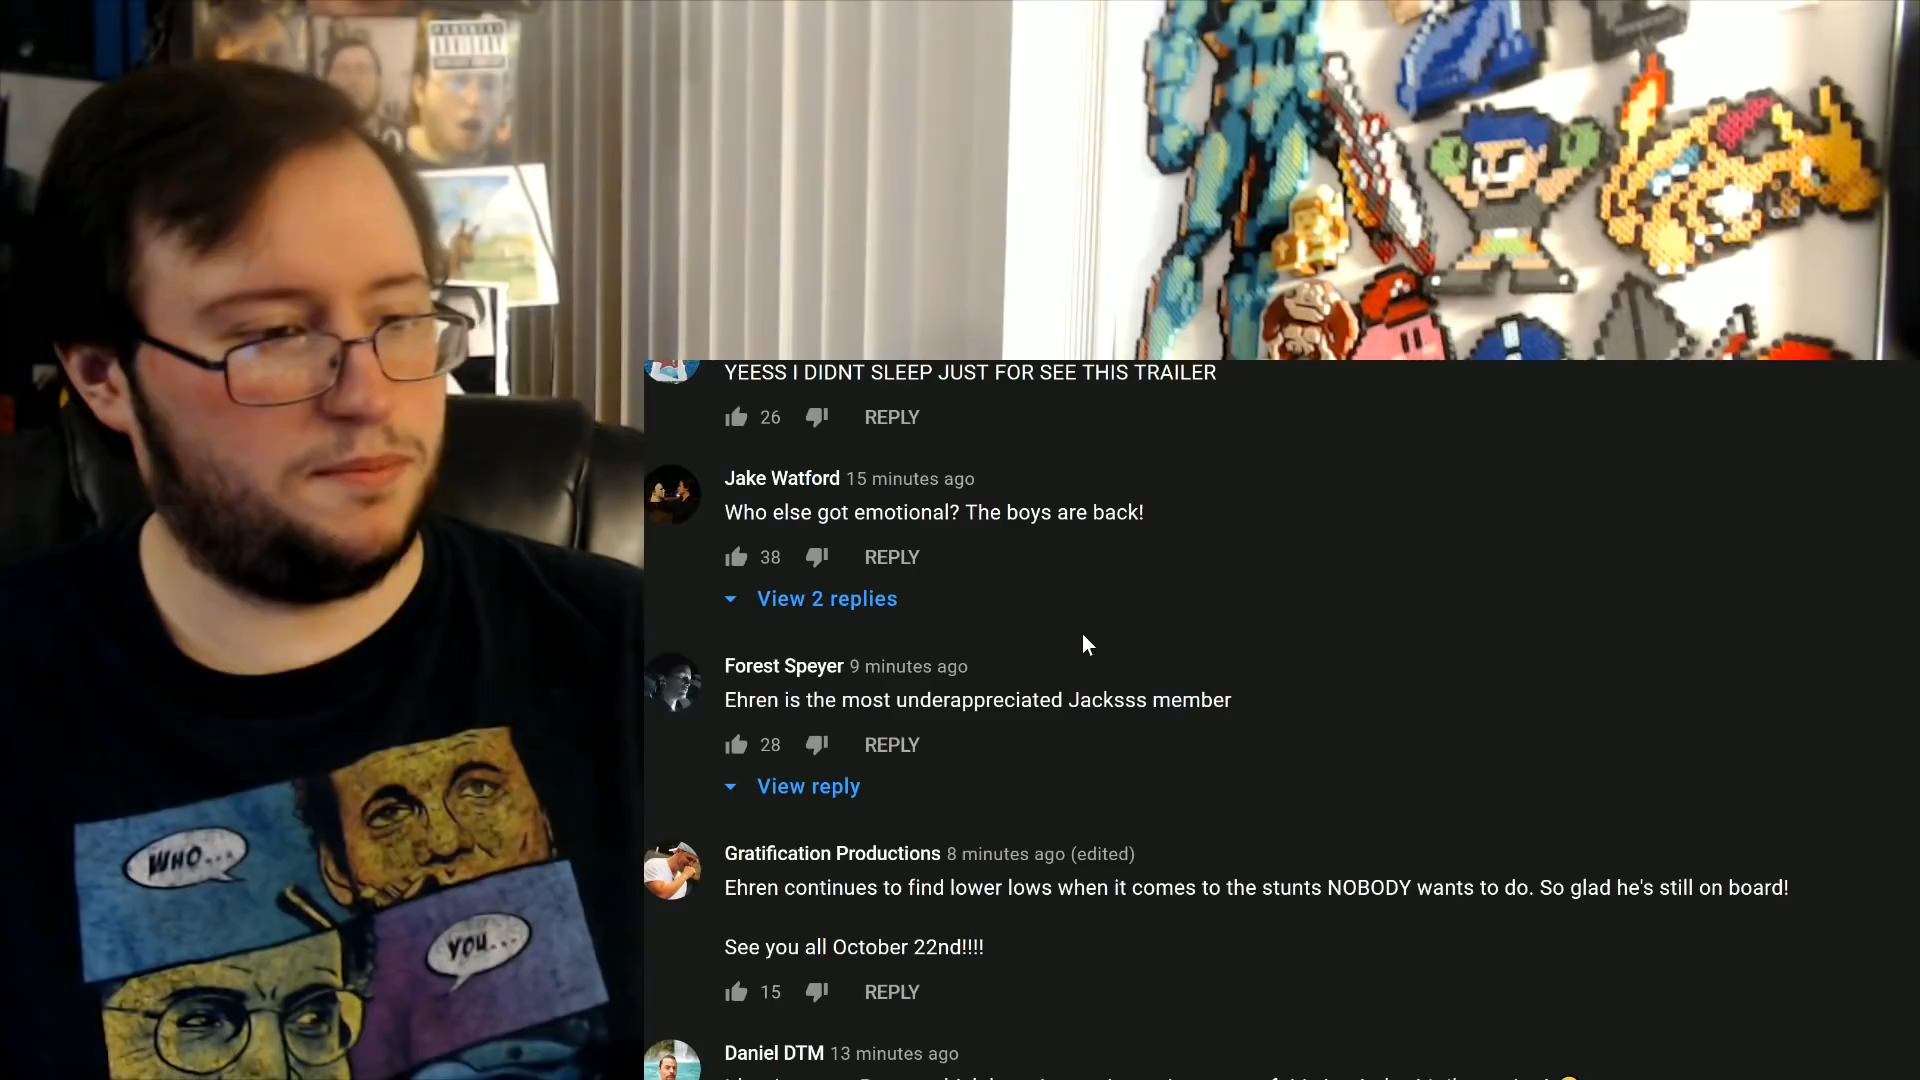 PARENTAL
ADVISORY
YEESS I DIDNT SLEEP JUST FOR SEE THIS TRAILER
26 REPLY
Jake Watford 15 minutes ago
Who else got emotional? The boys are back!
38 REPLY
View 2 replies
Forest Speyer 9 minutes ago
Ehren is the most underappreciated Jacksss member
28 REPLY
View reply
Gratification Productions 8 minutes ago (edited)
Ehren continues to find lower lows when it comes to the stunts NOBODY wants to do. So glad he's still on board!
See you all October 22nd!!!!
15 REPLY
Daniel DTM 13 minutes ago
WHO...
YOU...